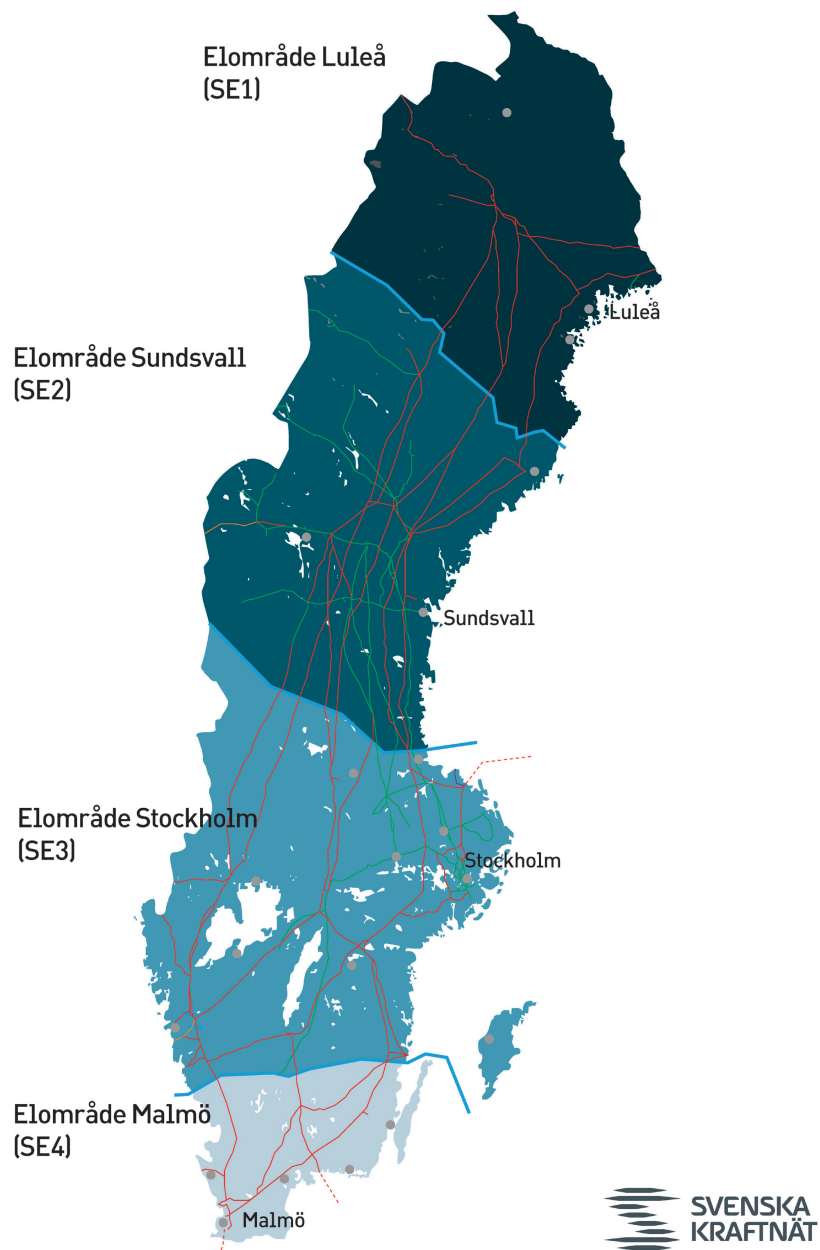 Elområde Luleå
(SE1)
Luleå
Elområde Sundsvall
(SE2)
Sundsvall
Elområde Stockholm
(SE3)
Stockholm
Elområde Malmö
(SE4)
Malmö
SVENSKA
KRAFTNÄT